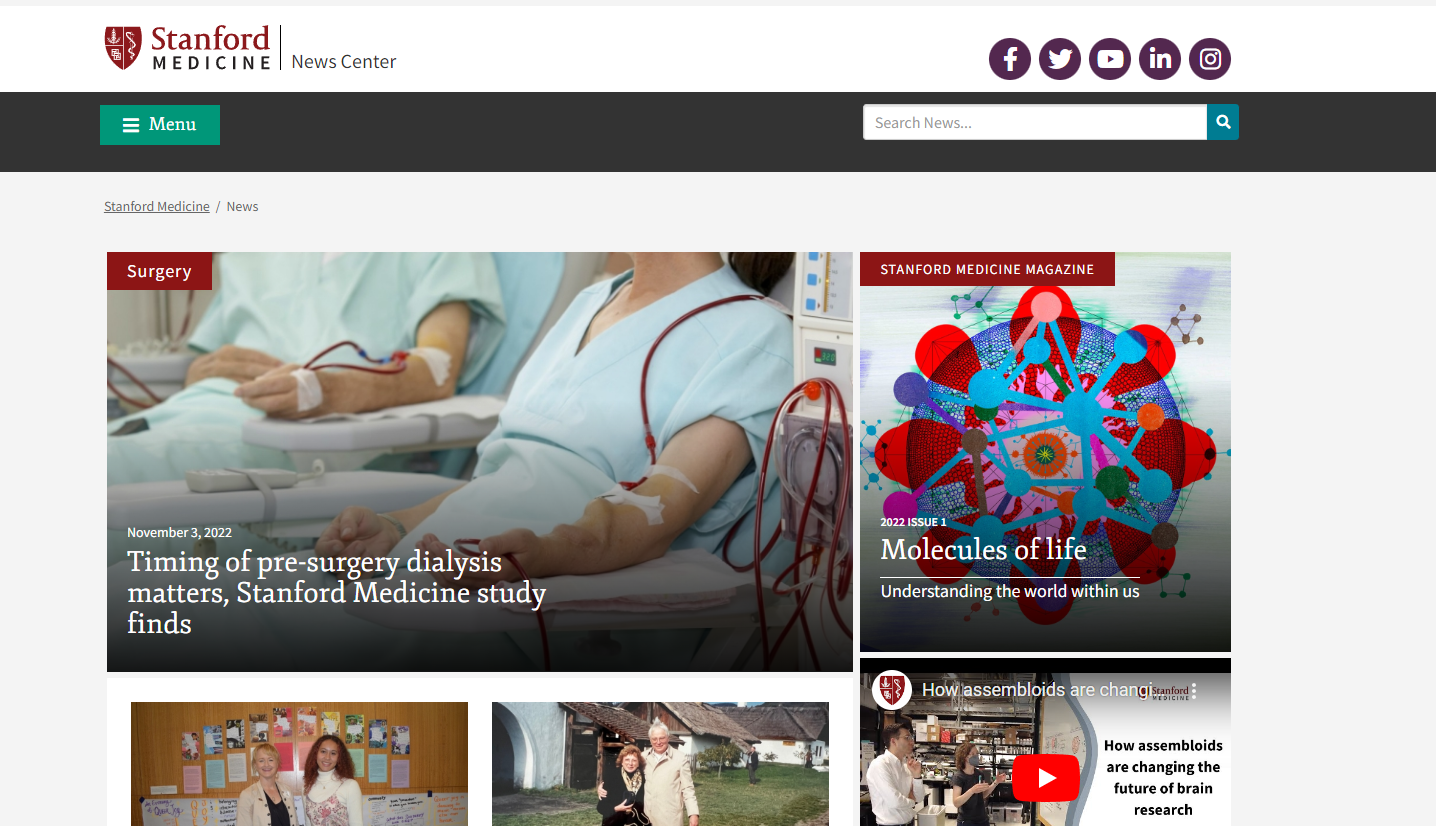 Stanford
MEDICINE
News Center
Menu
Search News...
Stanford Medicine / News
Surgery
November 3, 2022
Timing of pre-surgery dialysis
matters, Stanford Medicine study
finds
STANFORD MEDICINE MAGAZINE
2022 ISSUE 1
Molecules of life
Understanding the world within us
How assembloids are changi
Stanford
MEDICINE
How assembloids
are changing the
future of brain
research